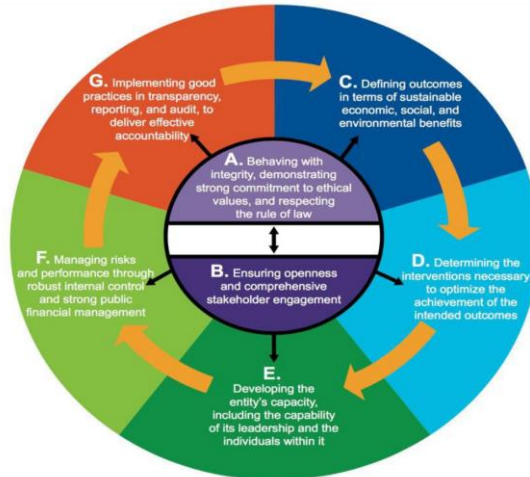 A. Behaving with
integrity, demonstrating
strong commitment to ethical
values, and respecting
the rule of law
B. Ensuring openness
and comprehensive
stakeholder engagement
C. Defining outcomes
in terms of sustainable
economic, social, and
environmental benefits
D. Determining the
interventions necessary
to optimize the
achievement of the
intended outcomes
E.
Developing the
entity's capacity,
including the capability
of its leadership and the
individuals within it
F. Managing risks
and performance through
robust internal control
and strong public
financial management
G. Implementing good
practices in transparency,
reporting, and audit, to
deliver effective
accountability